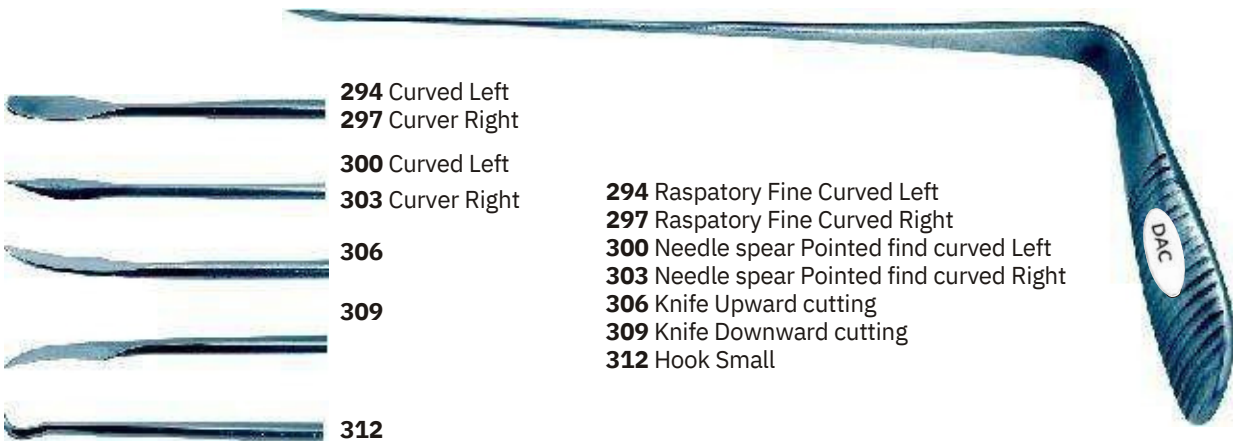 294 Curved Left
297 Curver Right
300 Curved Left
303 Curver Right
306
309
312
294 Raspatory Fine Curved Left
297 Raspatory Fine Curved Right
300 Needle spear Pointed find curved Left
303 Needle spear Pointed find curved Right
306 Knife Upward cutting
309 Knife Downward cutting
312 Hook Small
DAC